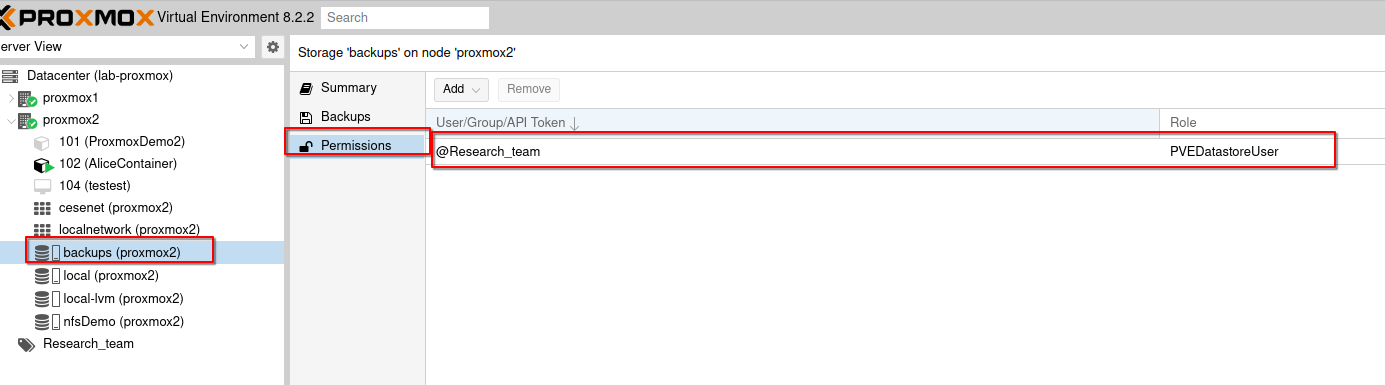 PROXMOX Virtual Environment 8.2.2 Search
erver View
Storage 'backups' on node 'proxmox2'
Datacenter (lab-proxmox)
proxmox1
proxmox2
101 (ProxmoxDemo2)
102 (AliceContainer)
104 (testest)
cesenet (proxmox2)
localnetwork (proxmox2)
backups (proxmox2)
local (proxmox2)
local-lvm (proxmox2)
nfsDemo (proxmox2)
Research_team
Summary
Backups
Permissions
Add Remove
User/Group/API Token Role
@Research_team PVEDatastoreUser